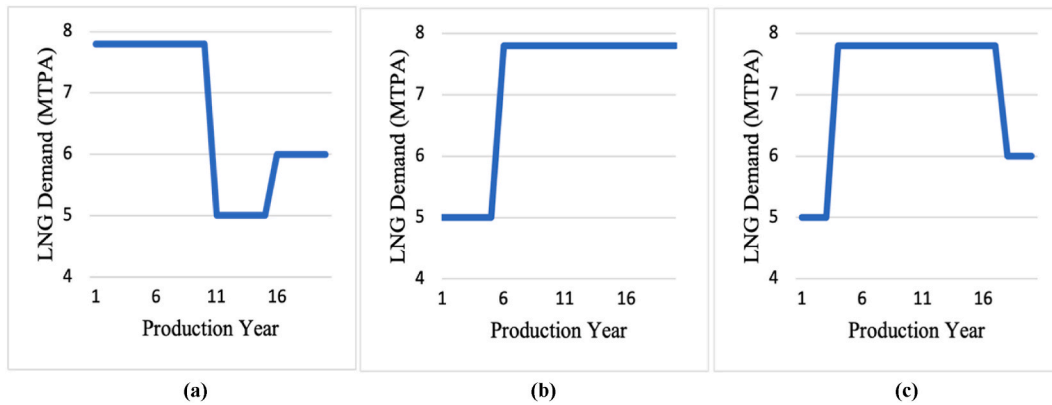 LNG Demand (MTPA)
8
7
6
5
4
1 6 11 16
Production Year
(a)
LNG Demand (MTPA)
8
7
6
5
4
1 6 11 16
Production Year
(b)
LNG Demand (MTPA)
8
7
6
5
4
1 6 11 16
Production Year
(c)